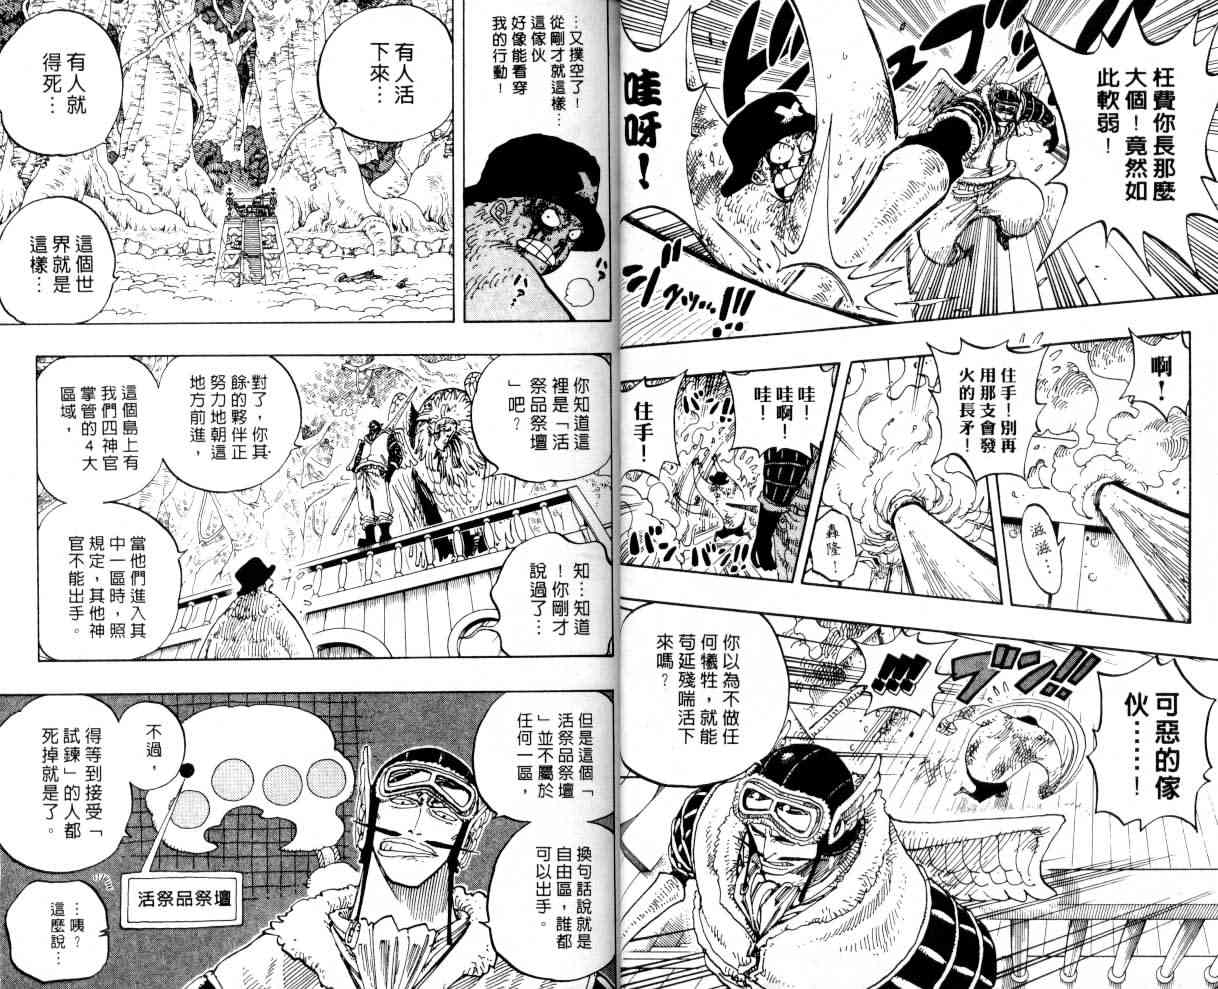 枉費你長那麼
大個！竟然如
此軟弱！
哇呀！
啊！
住手！別再
用那支會發
火的長矛！
哇！
哇啊！
哇！
住手！
滋滋…
轟隆！
可惡的傢
伙……！
你以為不做任
何犧牲，就能
苟延殘喘活下
來嗎？
…又撲空了！
從剛才就這樣…
這傢伙
好像能看穿
我的行動！
有人活
下來…
有人就
得死…
這個世
界就是
這樣…
你知道這
裡是「活
祭品祭壇
」吧？
知…知道
！你剛才
說過了…
對了，你其
餘的夥伴正
努力地朝這
地方前進，
這個島上有
我們四神官
掌管的4大
區域，
當他們進入其
中一區時，照
規定，其他神
官不能出手。
但是這個「
活祭品祭壇
」並不屬於
任何一區，
換句話說就是
自由區，誰都
可以出手。
不過，
得等到接受「
試鍊」的人都
死掉就是了。
活祭品祭壇
…咦？
這麼說…